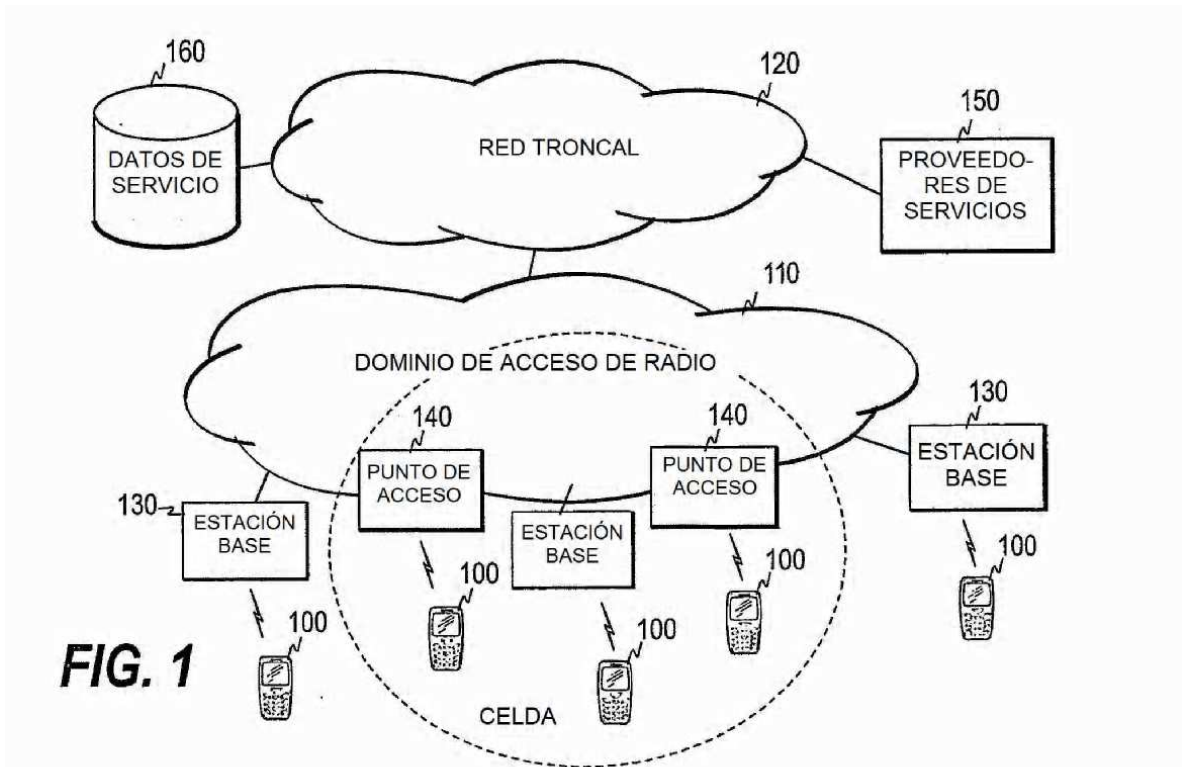 160
120
150
DATOS DE
SERVICIO
RED TRONCAL
PROVEEDO-
RES DE
SERVICIOS
110
DOMINIO DE ACCESO DE RADIO
140
140
130
PUNTO DE
ACCESO
PUNTO DE
ACCESO
ESTACIÓN
BASE
130
ESTACIÓN
BASE
ESTACIÓN
BASE
100
100
100
100
100
FIG. 1
CELDA